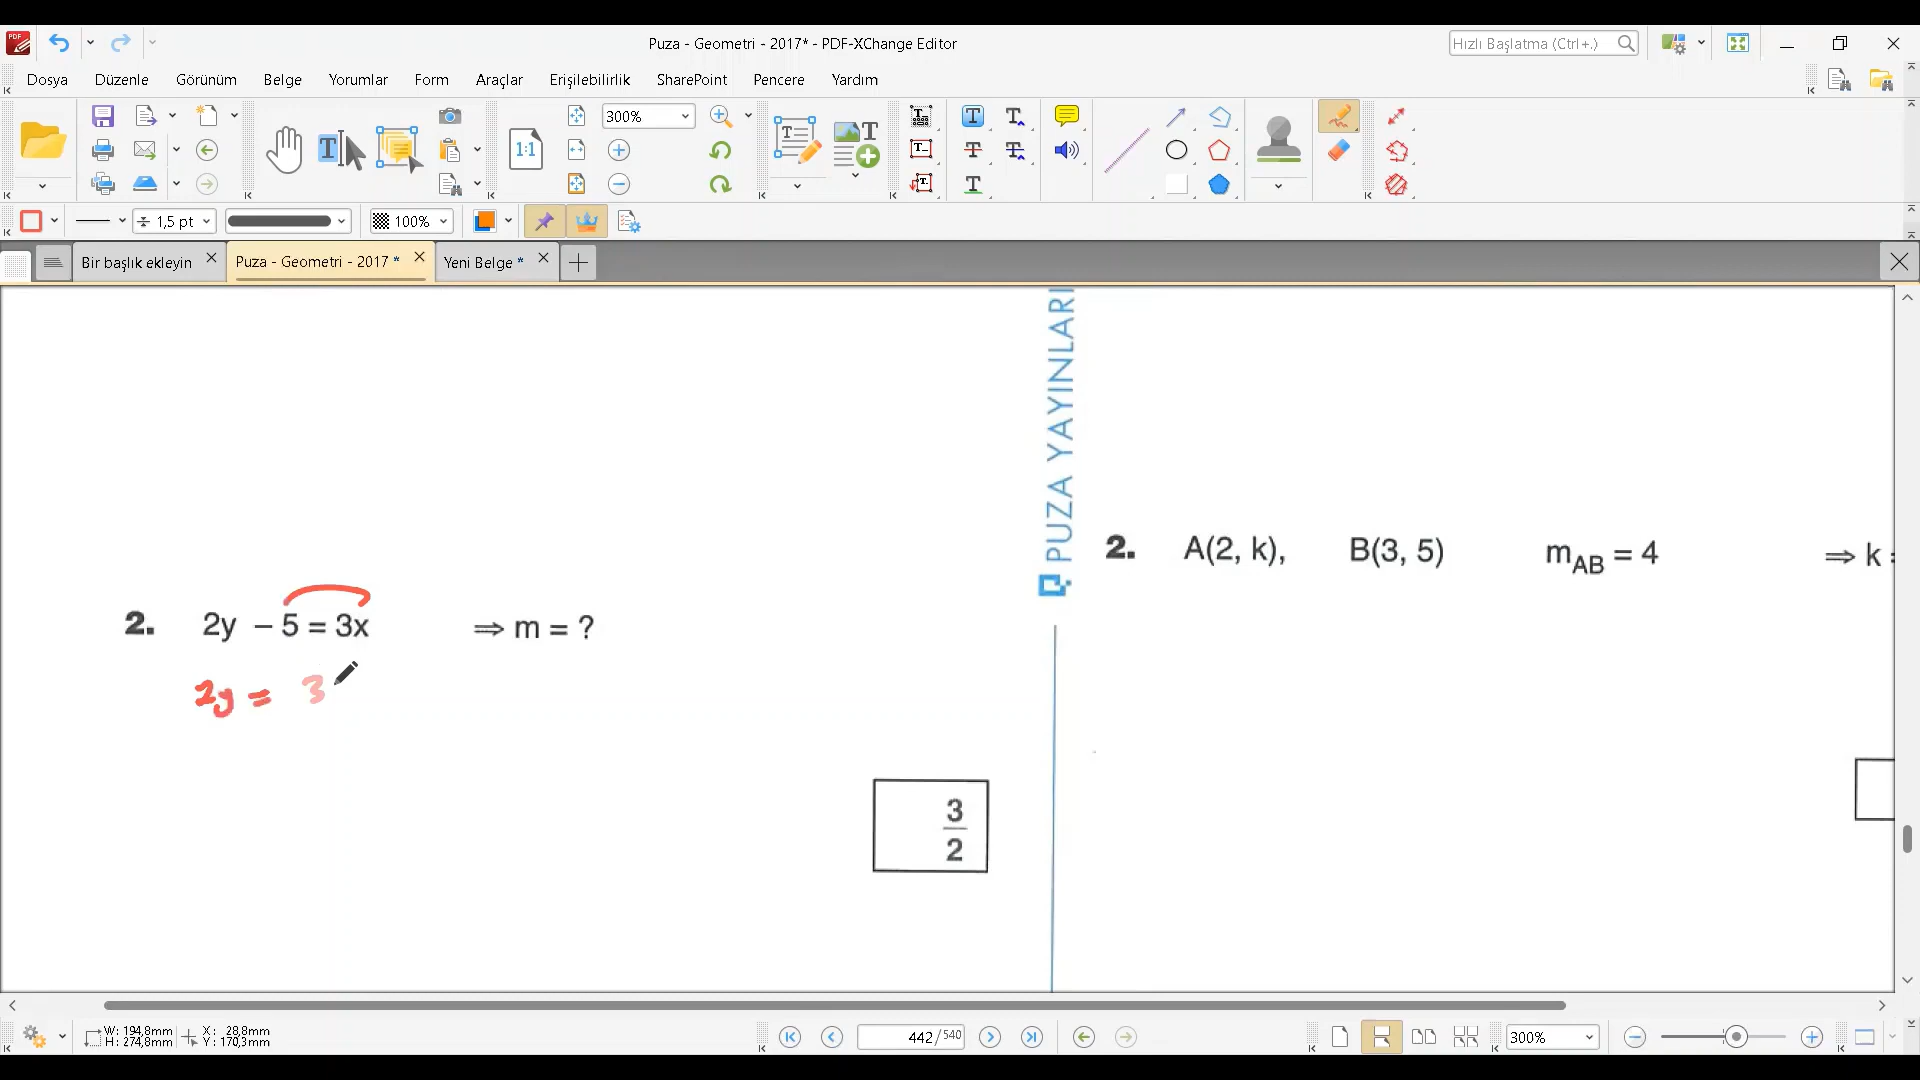 Puza - Geometri - 2017* - PDF-XChange Editor
Hızlı Başlatma (Ctrl+.)
Dosya Düzenle Görünüm Belge Yorumlar Form Araçlar Erişilebilirlik SharePoint Pencere Yardım
300%
1:1
1,5 pt
100%
Bir başlık ekleyin
Puza - Geometri - 2017 *
Yeni Belge *
PUZA YAYINLARI
2. 2y - 5 = 3x ⇒ m = ?
2y = 3
3
2
2. A(2, k), B(3, 5) mAB = 4 ⇒ k =
W: 194,8mm
H: 274,8mm
X: 28,8mm
Y: 170,3mm
442/540
300%